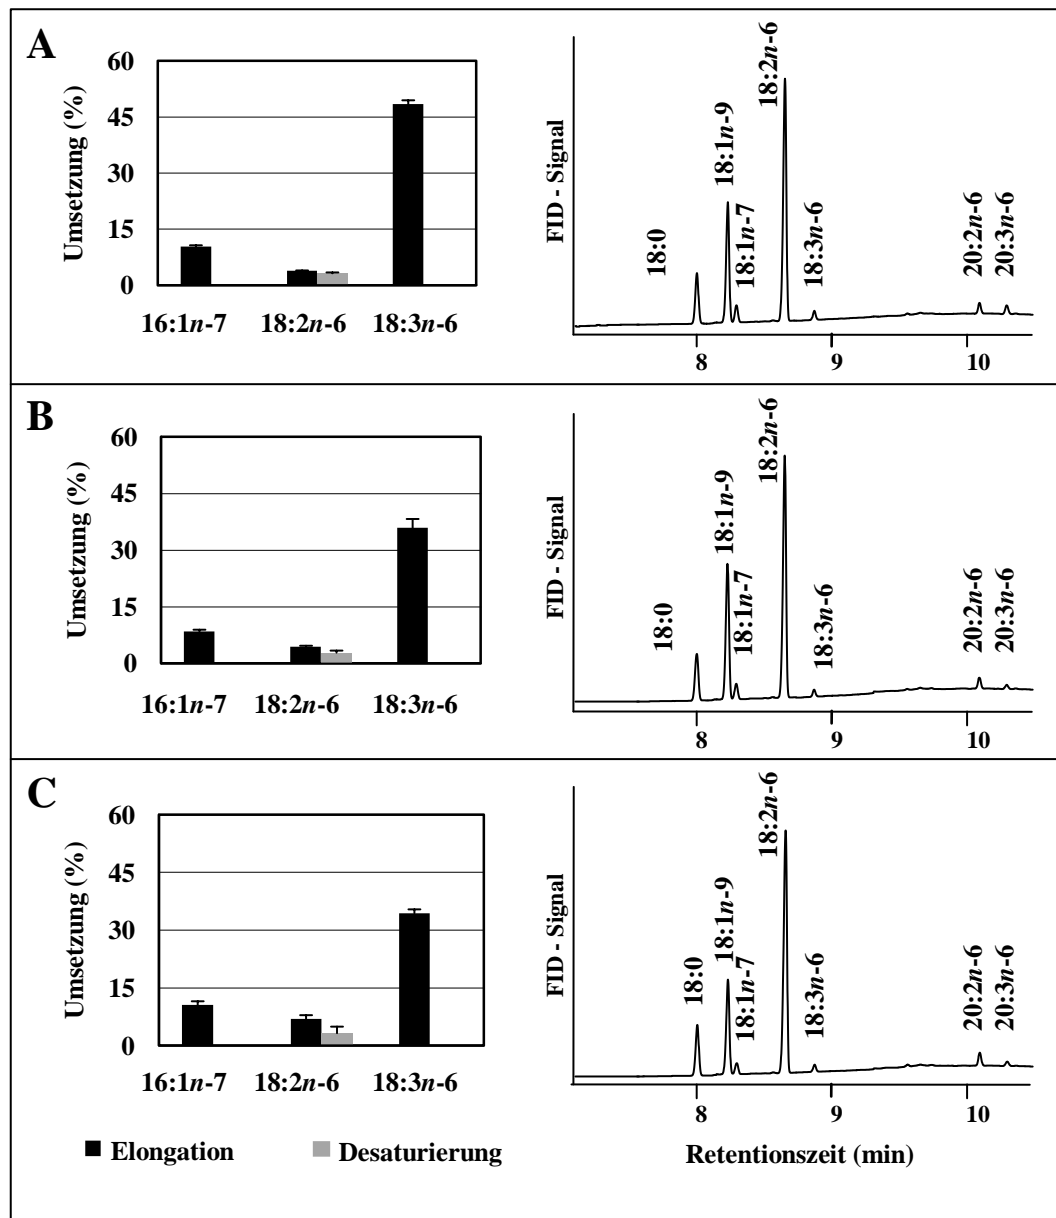 A
Umsetzung (%)
60
45
30
15
0
16:1n-7 18:2n-6 18:3n-6
FID - Signal
18:0
18:1n-9
18:1n-7
18:2n-6
18:3n-6
20:2n-6
20:3n-6
8 9 10
B
Umsetzung (%)
60
45
30
15
0
16:1n-7 18:2n-6 18:3n-6
FID - Signal
18:0
18:1n-9
18:1n-7
18:2n-6
18:3n-6
20:2n-6
20:3n-6
8 9 10
C
Umsetzung (%)
60
45
30
15
0
16:1n-7 18:2n-6 18:3n-6
FID - Signal
18:0
18:1n-9
18:1n-7
18:2n-6
18:3n-6
20:2n-6
20:3n-6
8 9 10
Elongation Desaturierung
Retentionszeit (min)